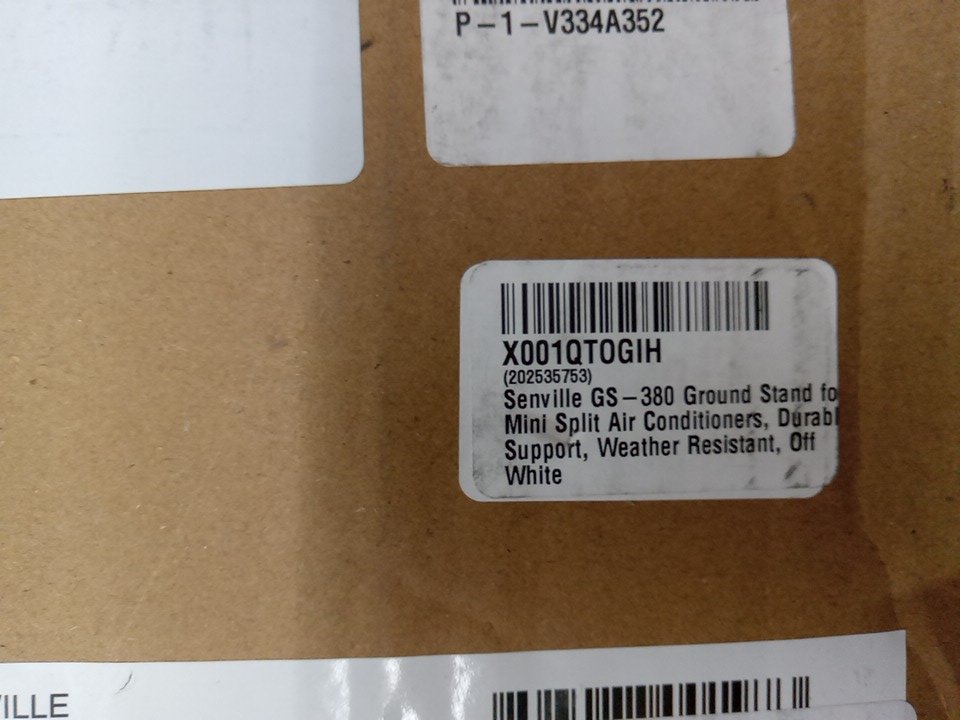 P-1-V334A352
X001QTOGIH
(202535753)
Senville GS-380 Ground Stand fo
Mini Split Air Conditioners, Durabl
Support, Weather Resistant, Off
White
VILLE